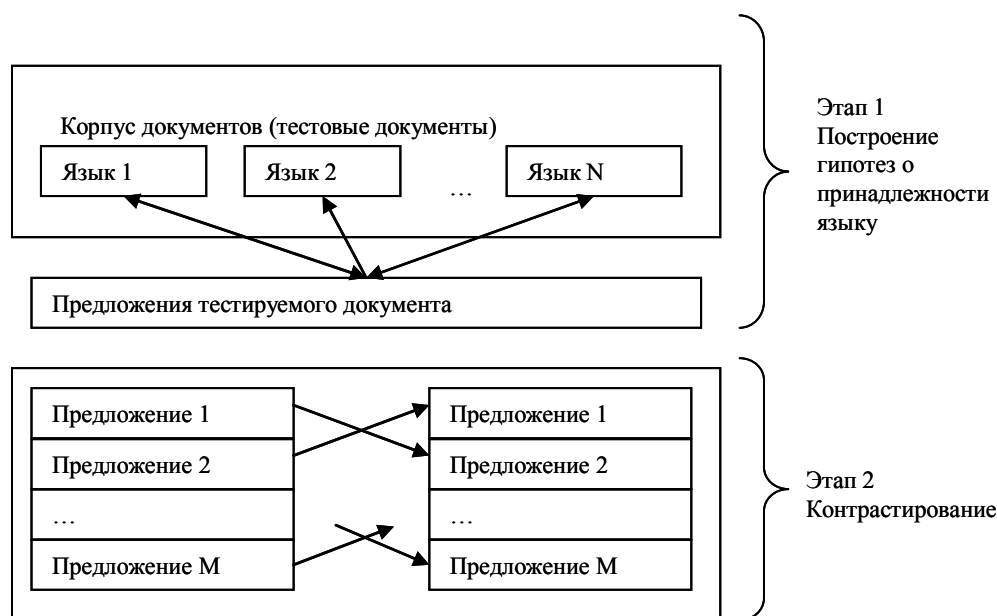 Корпус документов (тестовые документы)
Язык 1
Язык 2
…
Язык N
Предложения тестируемого документа
Этап 1
Построение
гипотез о
принадлежности
языку
Предложение 1
Предложение 2
…
Предложение M
Предложение 1
Предложение 2
…
Предложение M
Этап 2
Контрастирование